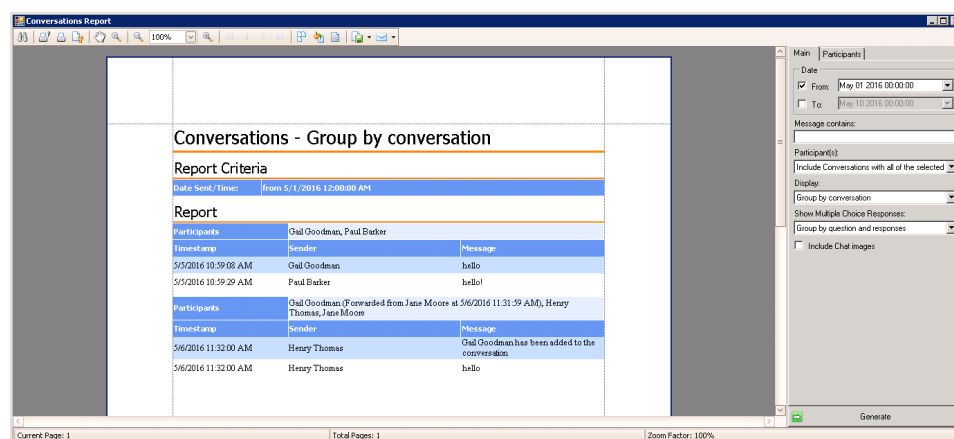 Conversations Report
100%
Conversations - Group by conversation
Report Criteria
Date Sent/Time: from 5/1/2016 12:00:00 AM
Report
Participants Gail Goodman, Paul Barker
Timestamp Sender Message
5/5/2016 10:59:08 AM Gail Goodman hello
5/5/2016 10:59:29 AM Paul Barker hello!
Participants Gail Goodman (Forwarded from Jane Moore at 5/6/2016 11:31:59 AM), Henry
Thomas, Jane Moore
Timestamp Sender Message
5/6/2016 11:32:00 AM Henry Thomas Gail Goodman has been added to the
conversation
5/6/2016 11:32:00 AM Henry Thomas hello
Main Participants
Date
From: May 01 2016 00:00:00
To: May 10 2016 00:00:00
Message contains:
Participant(s):
Include Conversations with all of the selected
Display:
Group by conversation
Show Multiple Choice Responses:
Group by question and responses
Include Chat images
Generate
Current Page: 1 Total Pages: 1 Zoom Factor: 100%